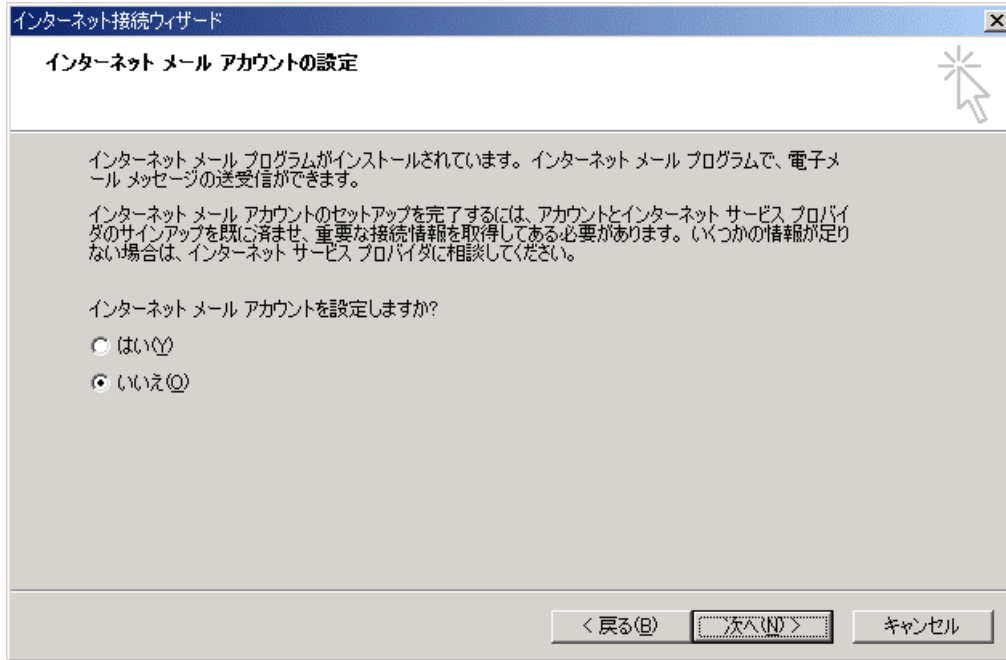 インターネット接続ウィザード
インターネット メール アカウントの設定
インターネット メール プログラムがインストールされています。インターネット メール プログラムで、電子メ
ール メッセージの送受信ができます。
インターネット メール アカウントのセットアップを完了するには、アカウントとインターネット サービス プロバイ
ダのサインアップを既に済ませ、重要な接続情報を取得してある必要があります。いくつかの情報が足り
ない場合は、インターネット サービス プロバイダに相談してください。
インターネット メール アカウントを設定しますか?
はい(Y)
いいえ(O)
< 戻る(B) 次へ(N) > キャンセル